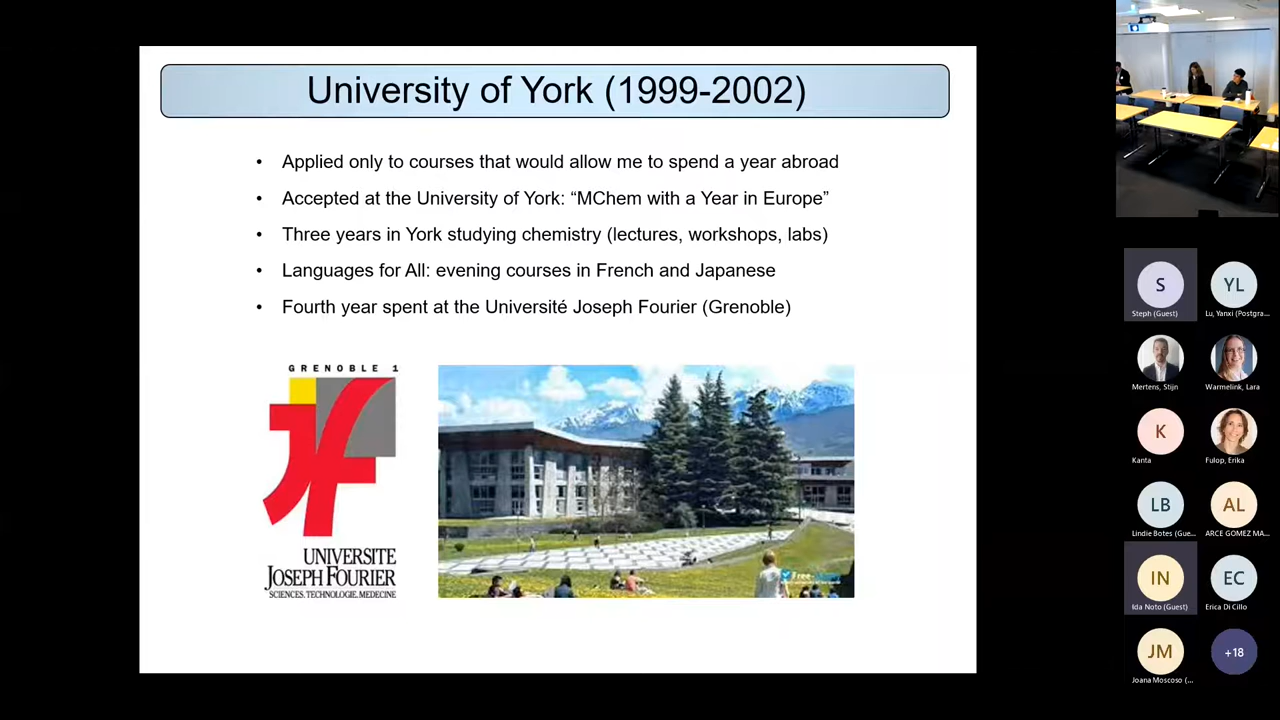 University of York (1999-2002)
• Applied only to courses that would allow me to spend a year abroad
• Accepted at the University of York: “MChem with a Year in Europe”
• Three years in York studying chemistry (lectures, workshops, labs)
• Languages for All: evening courses in French and Japanese
• Fourth year spent at the Université Joseph Fourier (Grenoble)
GRENOBLE 1
UNIVERSITE
JOSEPH FOURIER
SCIENCES. TECHNOLOGIE. MEDECINE
S
Steph (Guest)
YL
Lu, Yanxi (Postgra...
Mertens, Stijn
Warmelink, Lara
K
Kanta
Fulop, Erika
LB
Lindie Botes (Gue...
AL
ARCE GOMEZ MA...
IN
Ida Noto (Guest)
EC
Erica Di Cillo
JM
Joana Moscoso (...
+18